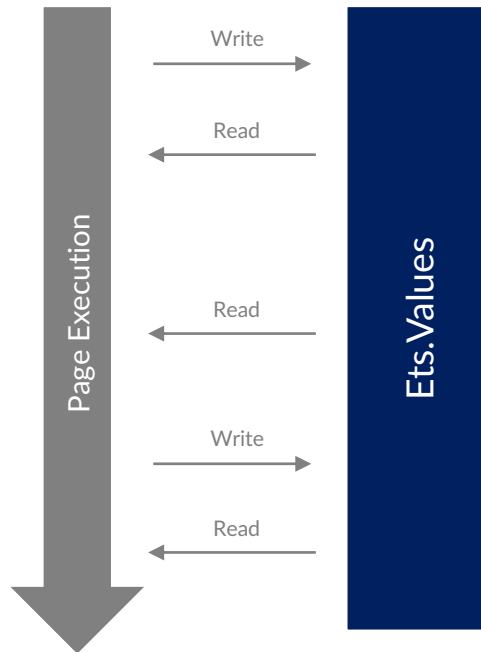 Write
Read
Page Execution
Ets.Values
Read
Write
Read